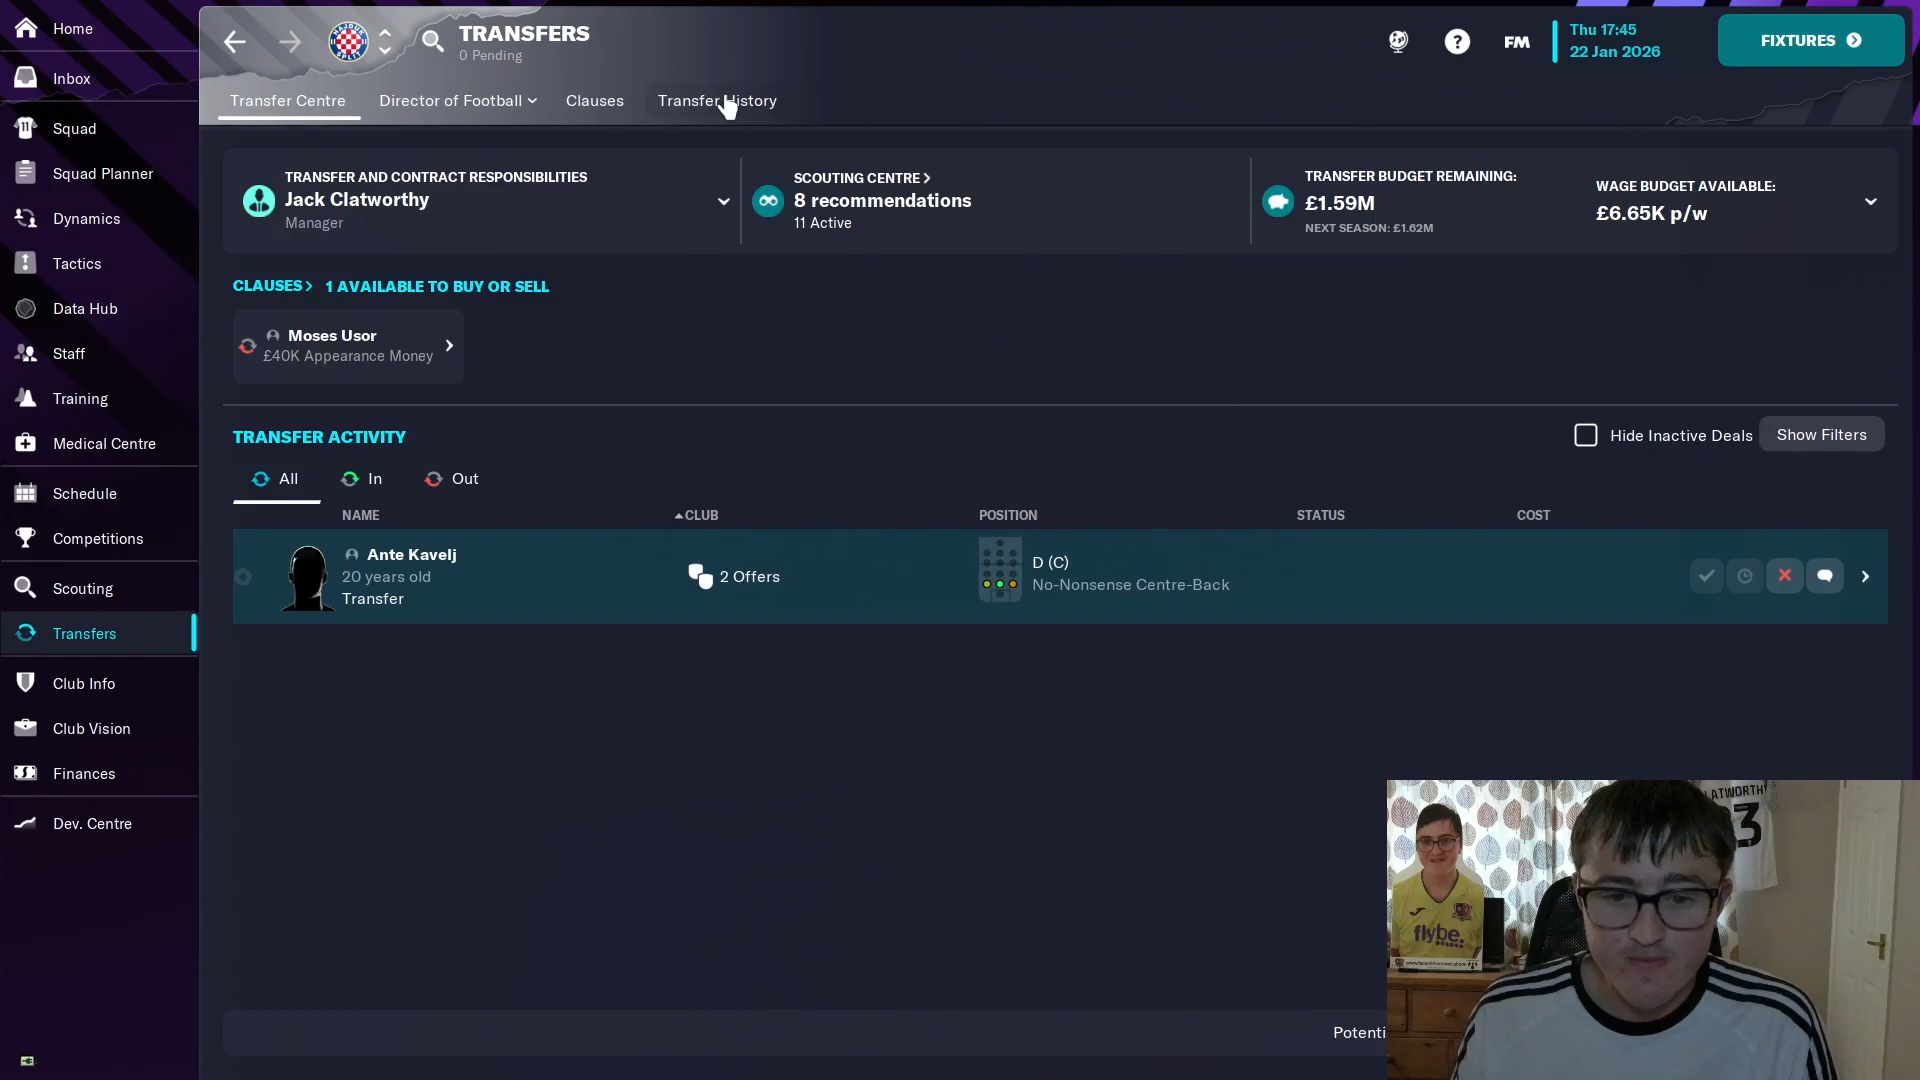 Home
Inbox
Squad
Squad Planner
Dynamics
Tactics
Data Hub
Staff
Training
Medical Centre
Schedule
Competitions
Scouting
Transfers
Club Info
Club Vision
Finances
Dev. Centre
TRANSFERS
0 Pending
FM
Thu 17:45
22 Jan 2026
FIXTURES
Transfer Centre
Director of Football
Clauses
Transfer History
TRANSFER AND CONTRACT RESPONSIBILITIES
Jack Clatworthy
Manager
SCOUTING CENTRE
8 recommendations
11 Active
TRANSFER BUDGET REMAINING:
£1.59M
NEXT SEASON: £1.62M
WAGE BUDGET AVAILABLE:
£6.65K p/w
CLAUSES 1 AVAILABLE TO BUY OR SELL
Moses Usor
£40K Appearance Money
TRANSFER ACTIVITY
Hide Inactive Deals
Show Filters
All
In
Out
NAME
CLUB
POSITION
STATUS
COST
Ante Kavelj
20 years old
Transfer
2 Offers
D (C)
No-Nonsense Centre-Back
Potenti
LATWORTH
3
flybe.